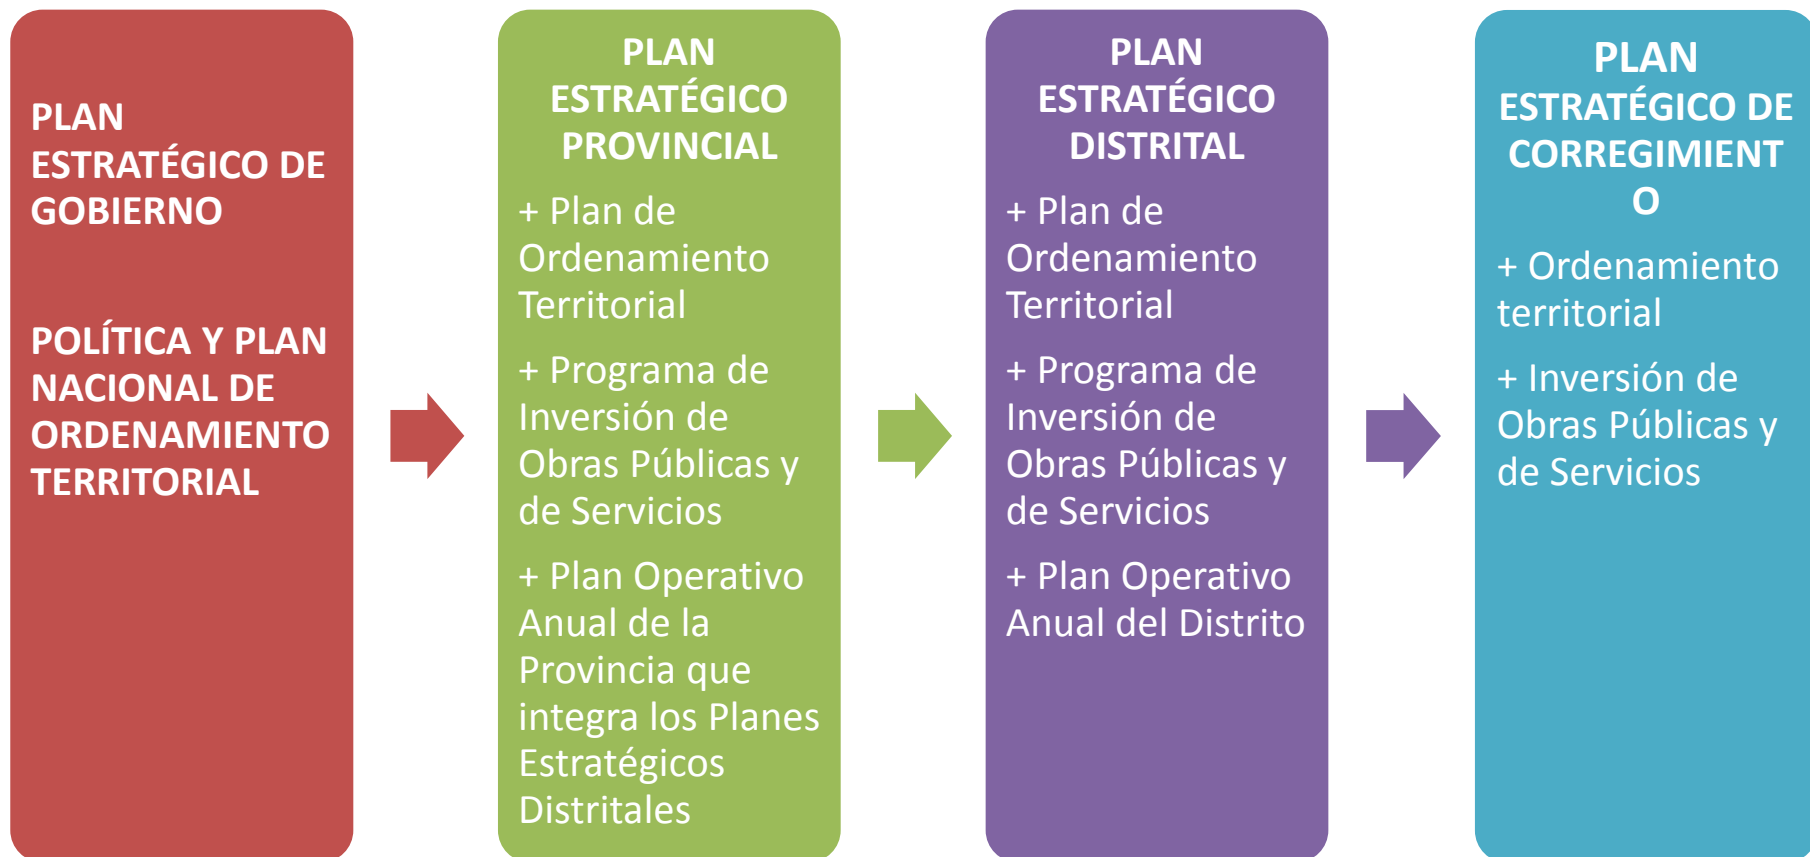 PLAN
ESTRATÉGICO DE
GOBIERNO
POLÍTICA Y PLAN
NACIONAL DE
ORDENAMIENTO
TERRITORIAL
PLAN
ESTRATÉGICO
PROVINCIAL
+ Plan de
Ordenamiento
Territorial
+ Programa de
Inversión de
Obras Públicas y
de Servicios
+ Plan Operativo
Anual de la
Provincia que
integra los Planes
Estratégicos
Distritales
PLAN
ESTRATÉGICO
DISTRITAL
+ Plan de
Ordenamiento
Territorial
+ Programa de
Inversión de
Obras Públicas y
de Servicios
+ Plan Operativo
Anual del Distrito
PLAN
ESTRATÉGICO DE
CORREGIMIENT
O
+ Ordenamiento
territorial
+ Inversión de
Obras Públicas y
de Servicios